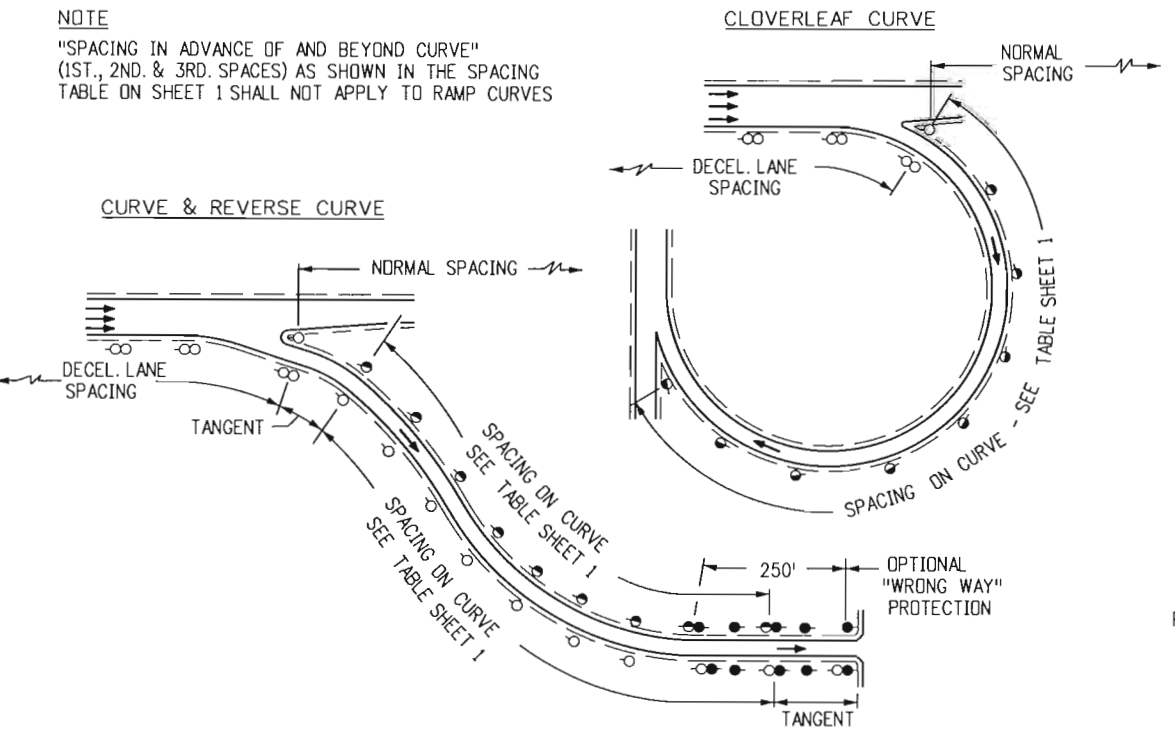 NOTE
"SPACING IN ADVANCE OF AND BEYOND CURVE"
(1ST., 2ND. & 3RD. SPACES) AS SHOWN IN THE SPACING
TABLE ON SHEET 1 SHALL NOT APPLY TO RAMP CURVES
CLOVERLEAF CURVE
NORMAL
SPACING
DECEL. LANE
SPACING
SPACING ON CURVE - SEE TABLE SHEET 1
CURVE & REVERSE CURVE
NORMAL SPACING
DECEL. LANE
SPACING
TANGENT
SPACING ON CURVE
SEE TABLE SHEET 1
SPACING ON CURVE
SEE TABLE SHEET 1
250'
OPTIONAL
"WRONG WAY"
PROTECTION
TANGENT